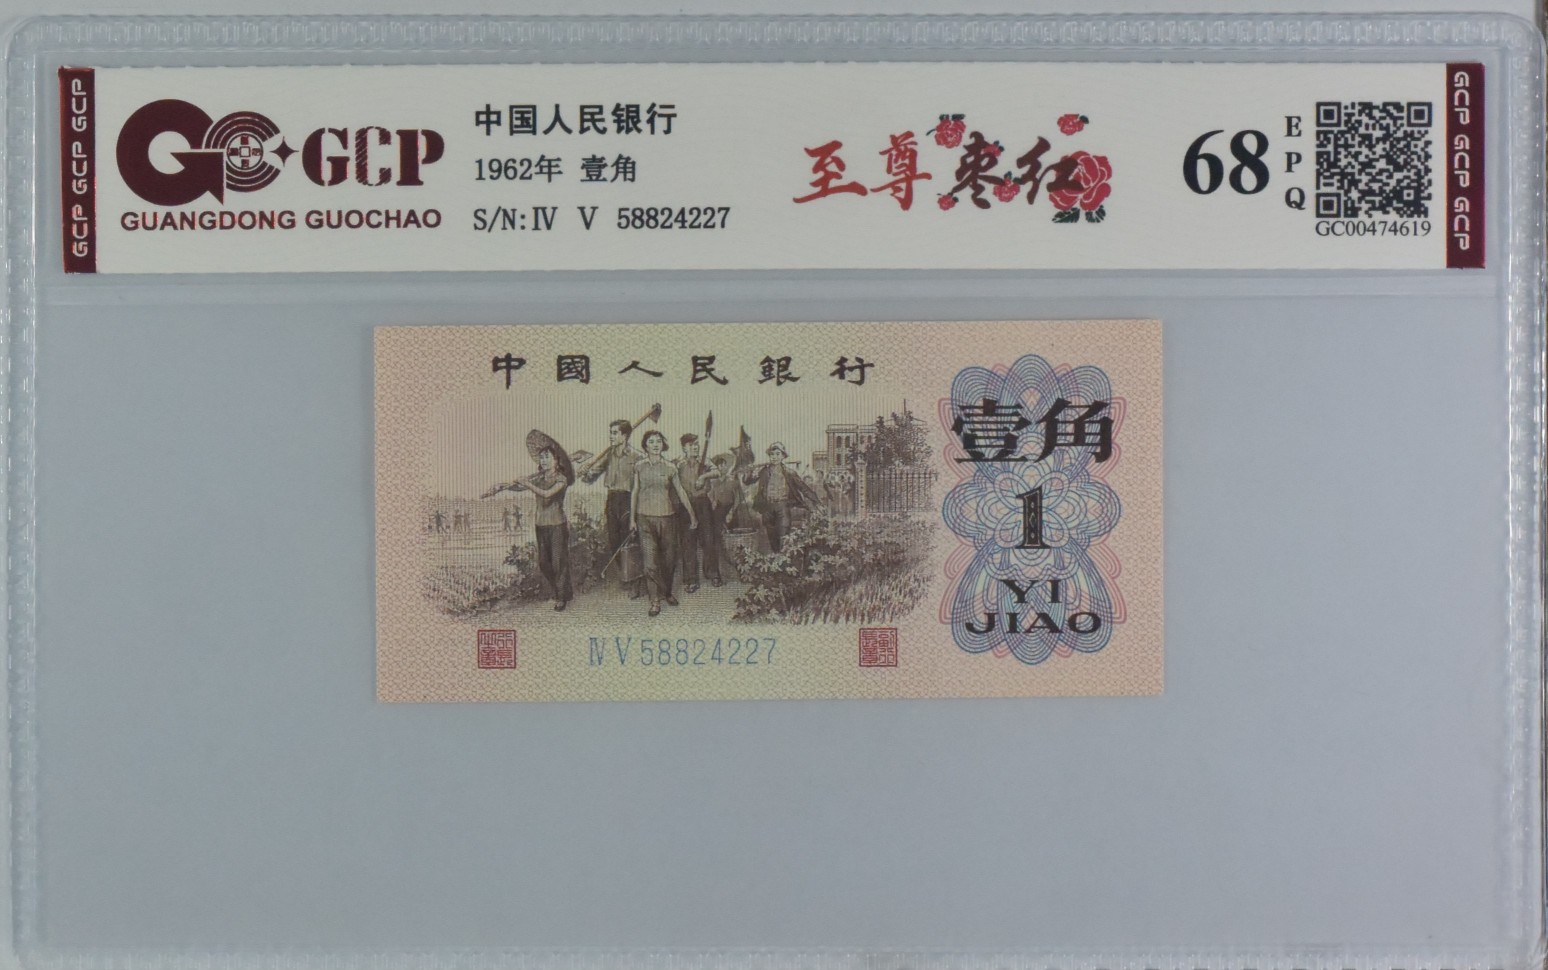 GCP GCP GCP
GCP
GUANGDONG GUOCHAO
中国人民银行
1962年 壹角
S/N:Ⅳ Ⅴ 58824227
至尊枣红
68
EPQ
GC00474619
GCP GCP GCP
中國人民銀行
壹角
1
YI
JIAO
ⅣⅤ58824227